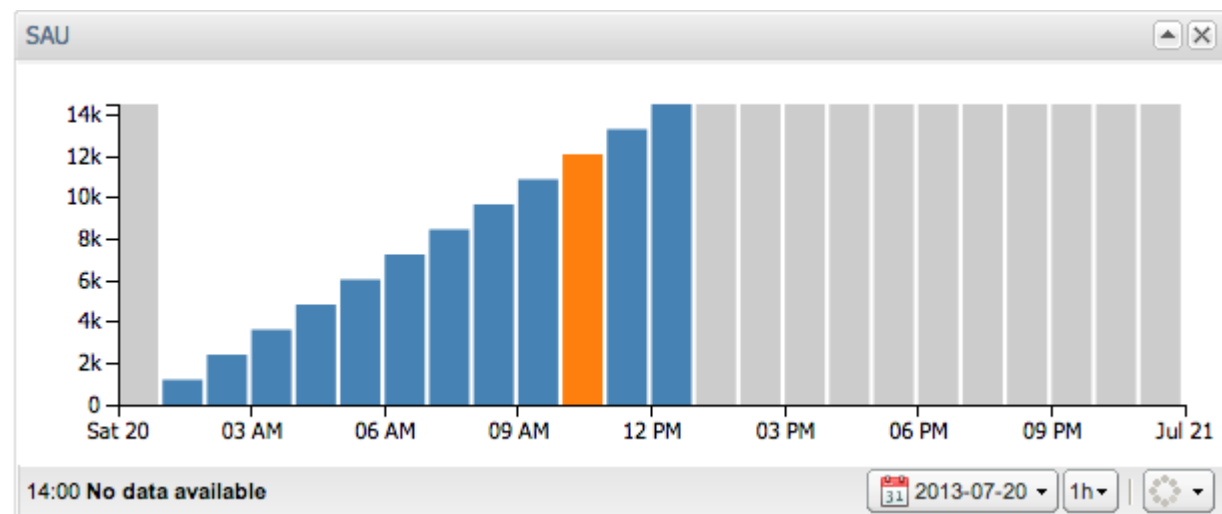 SAU
14k
12k
10k
8k
6k
4k
2k
0
Sat 20 03 AM 06 AM 09 AM 12 PM 03 PM 06 PM 09 PM Jul 21
14:00 No data available 31 2013-07-20 1h